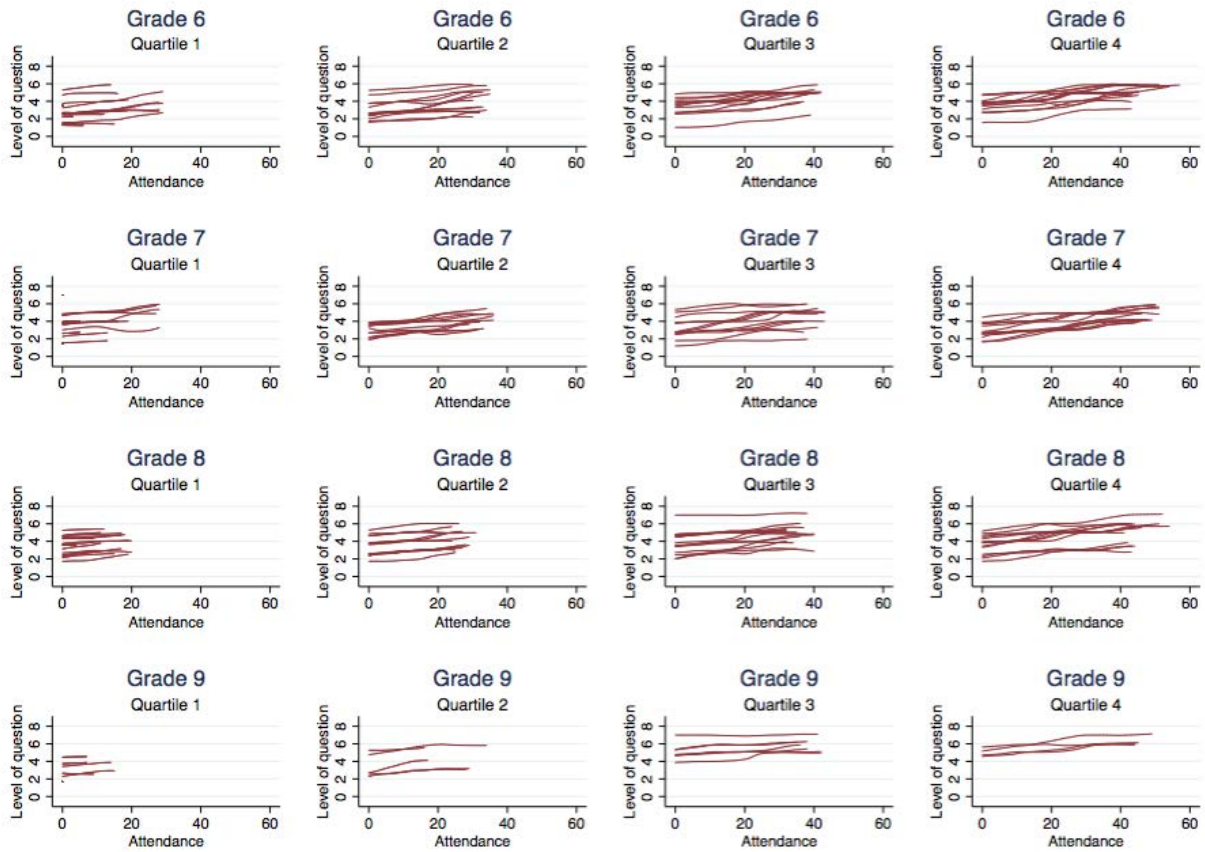 Grade 6
Quartile 1
Level of question
0 2 4 6 8
0 20 40 60
Attendance
Grade 6
Quartile 2
Level of question
0 2 4 6 8
0 20 40 60
Attendance
Grade 6
Quartile 3
Level of question
0 2 4 6 8
0 20 40 60
Attendance
Grade 6
Quartile 4
Level of question
0 2 4 6 8
0 20 40 60
Attendance
Grade 7
Quartile 1
Level of question
0 2 4 6 8
0 20 40 60
Attendance
Grade 7
Quartile 2
Level of question
0 2 4 6 8
0 20 40 60
Attendance
Grade 7
Quartile 3
Level of question
0 2 4 6 8
0 20 40 60
Attendance
Grade 7
Quartile 4
Level of question
0 2 4 6 8
0 20 40 60
Attendance
Grade 8
Quartile 1
Level of question
0 2 4 6 8
0 20 40 60
Attendance
Grade 8
Quartile 2
Level of question
0 2 4 6 8
0 20 40 60
Attendance
Grade 8
Quartile 3
Level of question
0 2 4 6 8
0 20 40 60
Attendance
Grade 8
Quartile 4
Level of question
0 2 4 6 8
0 20 40 60
Attendance
Grade 9
Quartile 1
Level of question
0 2 4 6 8
0 20 40 60
Attendance
Grade 9
Quartile 2
Level of question
0 2 4 6 8
0 20 40 60
Attendance
Grade 9
Quartile 3
Level of question
0 2 4 6 8
0 20 40 60
Attendance
Grade 9
Quartile 4
Level of question
0 2 4 6 8
0 20 40 60
Attendance